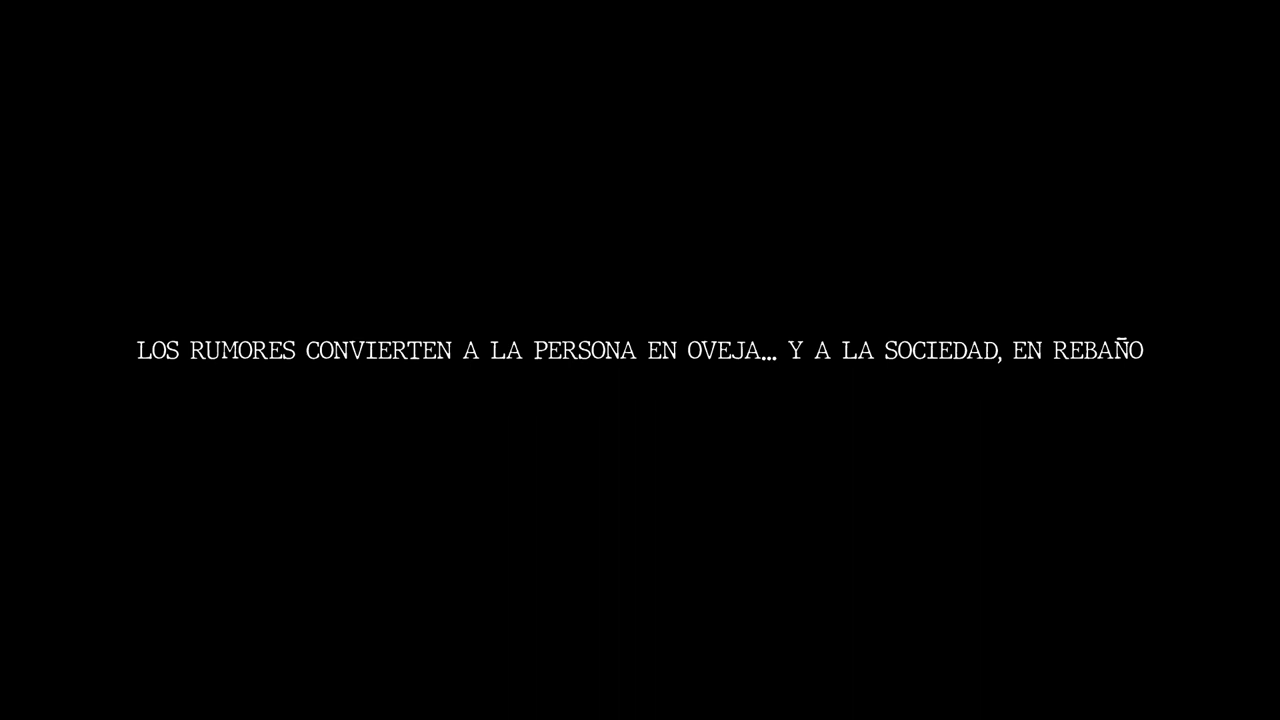 LOS RUMORES CONVIERTEN A LA PERSONA EN OVEJA... Y A LA SOCIEDAD, EN REBAÑO